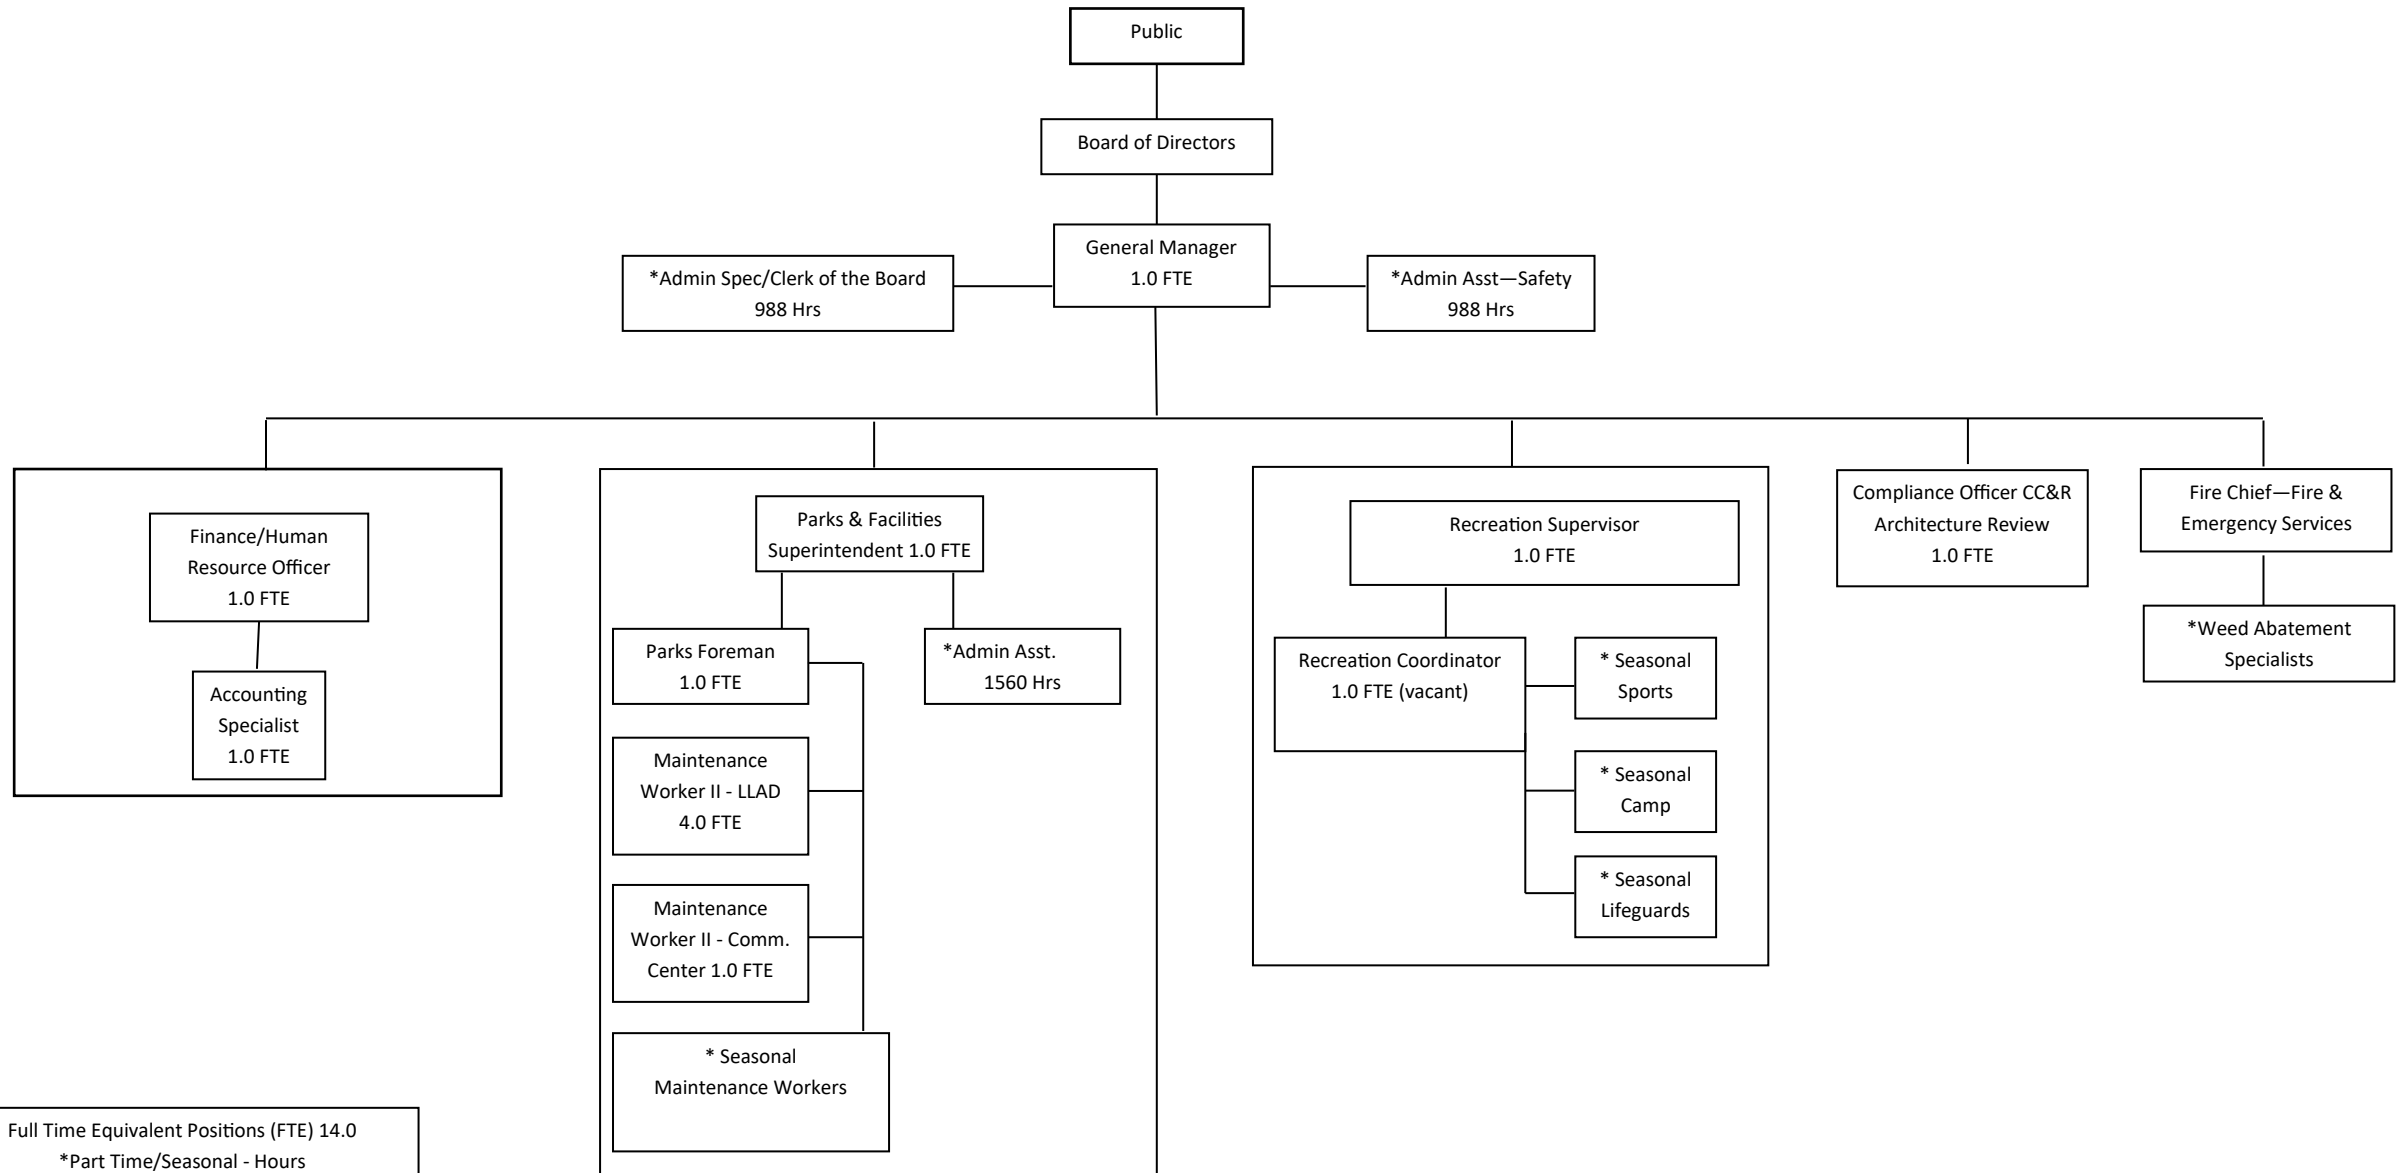 Public
Board of Directors
General Manager
1.0 FTE
*Admin Spec/Clerk of the Board
988 Hrs
*Admin Asst—Safety
988 Hrs
Finance/Human
Resource Officer
1.0 FTE
Accounting
Specialist
1.0 FTE
Parks & Facilities
Superintendent 1.0 FTE
Parks Foreman
1.0 FTE
*Admin Asst.
1560 Hrs
Maintenance
Worker II - LLAD
4.0 FTE
Maintenance
Worker II - Comm.
Center 1.0 FTE
* Seasonal
Maintenance Workers
Recreation Supervisor
1.0 FTE
Recreation Coordinator
1.0 FTE (vacant)
* Seasonal
Sports
* Seasonal
Camp
* Seasonal
Lifeguards
Compliance Officer CC&R
Architecture Review
1.0 FTE
Fire Chief—Fire &
Emergency Services
*Weed Abatement
Specialists
Full Time Equivalent Positions (FTE) 14.0
*Part Time/Seasonal - Hours